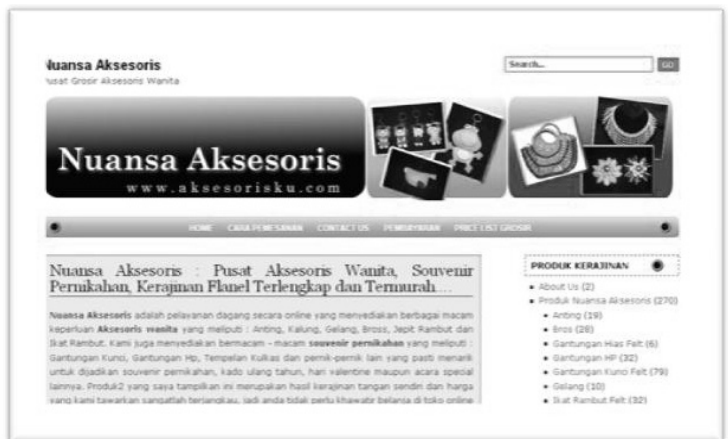 Nuansa Aksesoris
Pusat Grosir Aksesoris Wanita
Search...
GO
Nuansa Aksesoris
www.aksesorisku.com
HOME CARA PEMESANAN CONTACT US PEMBAYARAN PRICE LIST GROSIR
Nuansa Aksesoris : Pusat Aksesoris Wanita, Souvenir
Pernikahan, Kerajinan Flanel Terlengkap dan Termurah....
Nuansa Aksesoris adalah pelayanan dagang secara online yang menyediakan berbagai macam
keperluan Aksesoris wanita yang meliputi : Anting, Kalung, Gelang, Bross, Jepit Rambut dan
Ikat Rambut. Kami juga menyediakan bermacam - macam souvenir pernikahan yang meliputi :
Gantungan Kunci, Gantungan Hp, Tempelan Kulkas dan pernik-pernik lain yang pasti menarik
untuk dijadikan souvenir pernikahan, kado ulang tahun, hari valentine maupun acara spesial
lainnya. Produk2 yang saya tampilkan ini merupakan hasil kerajinan tangan sendiri dan harga
yang kami tawarkan sangatlah terjangkau, jadi anda tidak perlu khawatir belanja di toko online
PRODUK KERAJINAN
About Us (2)
Produk Nuansa Aksesoris (270)
Anting (19)
Bros (28)
Gantungan Hias Felt (6)
Gantungan HP (32)
Gantungan Kunci Felt (79)
Gelang (10)
Ikat Rambut Felt (32)